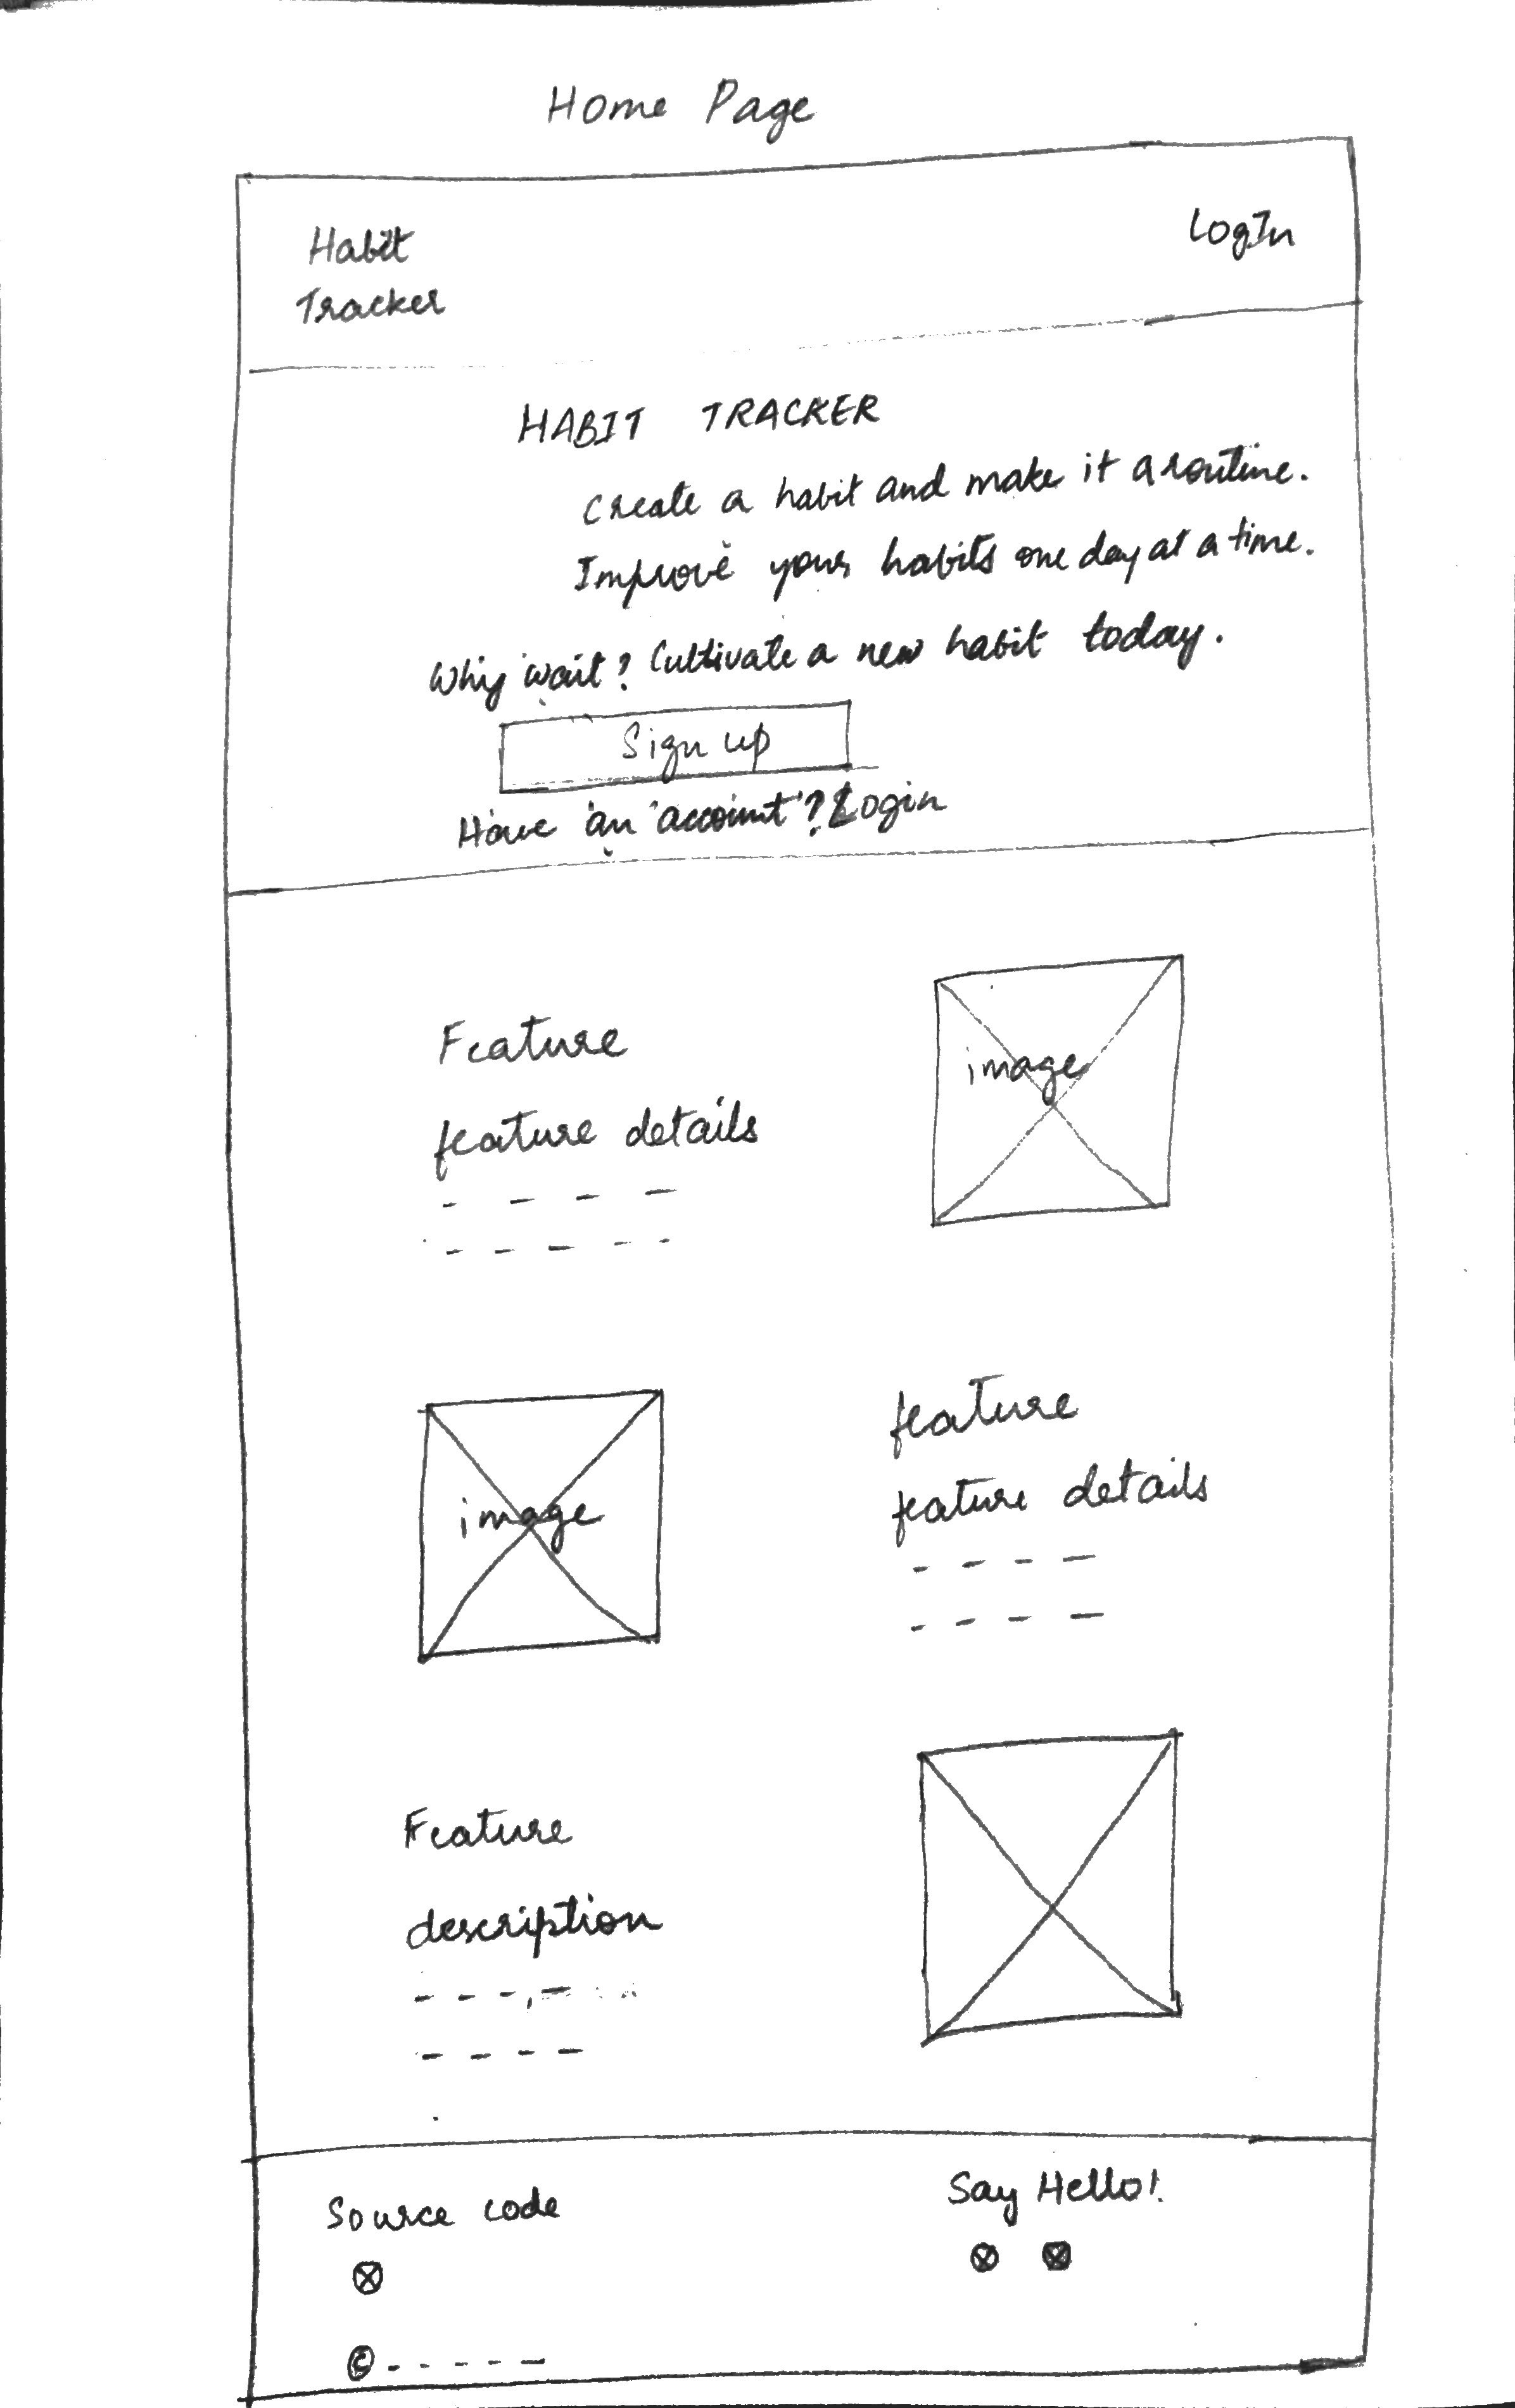 Home Page
Habit
Tracker
LogIn
HABIT TRACKER
Create a habit and make it a routine.
Improve your habits one day at a time.
Why wait? Cultivate a new habit today.
Sign up
Have an account? Login
Feature
feature details
image
image
feature
feature details
Feature
description
Source code
Say Hello!
©